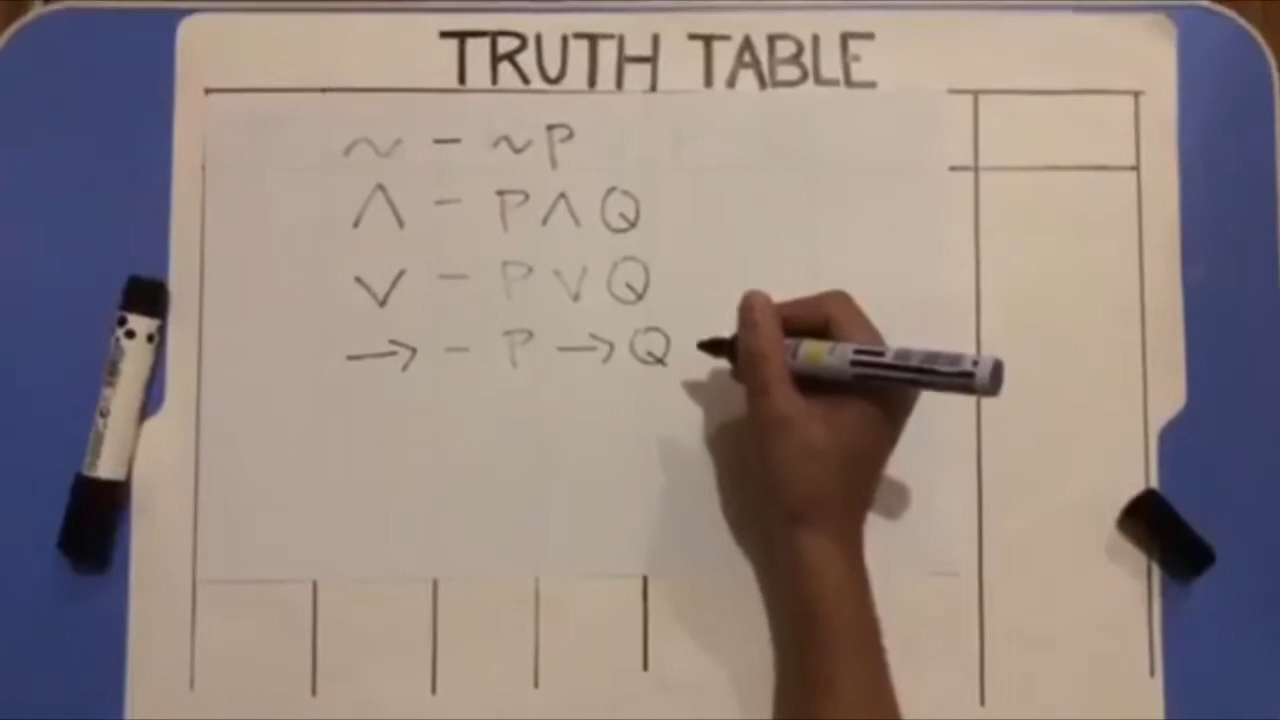 TRUTH TABLE
~ - ~P
∧ - P∧Q
∨ - P∨Q
→ - P→Q